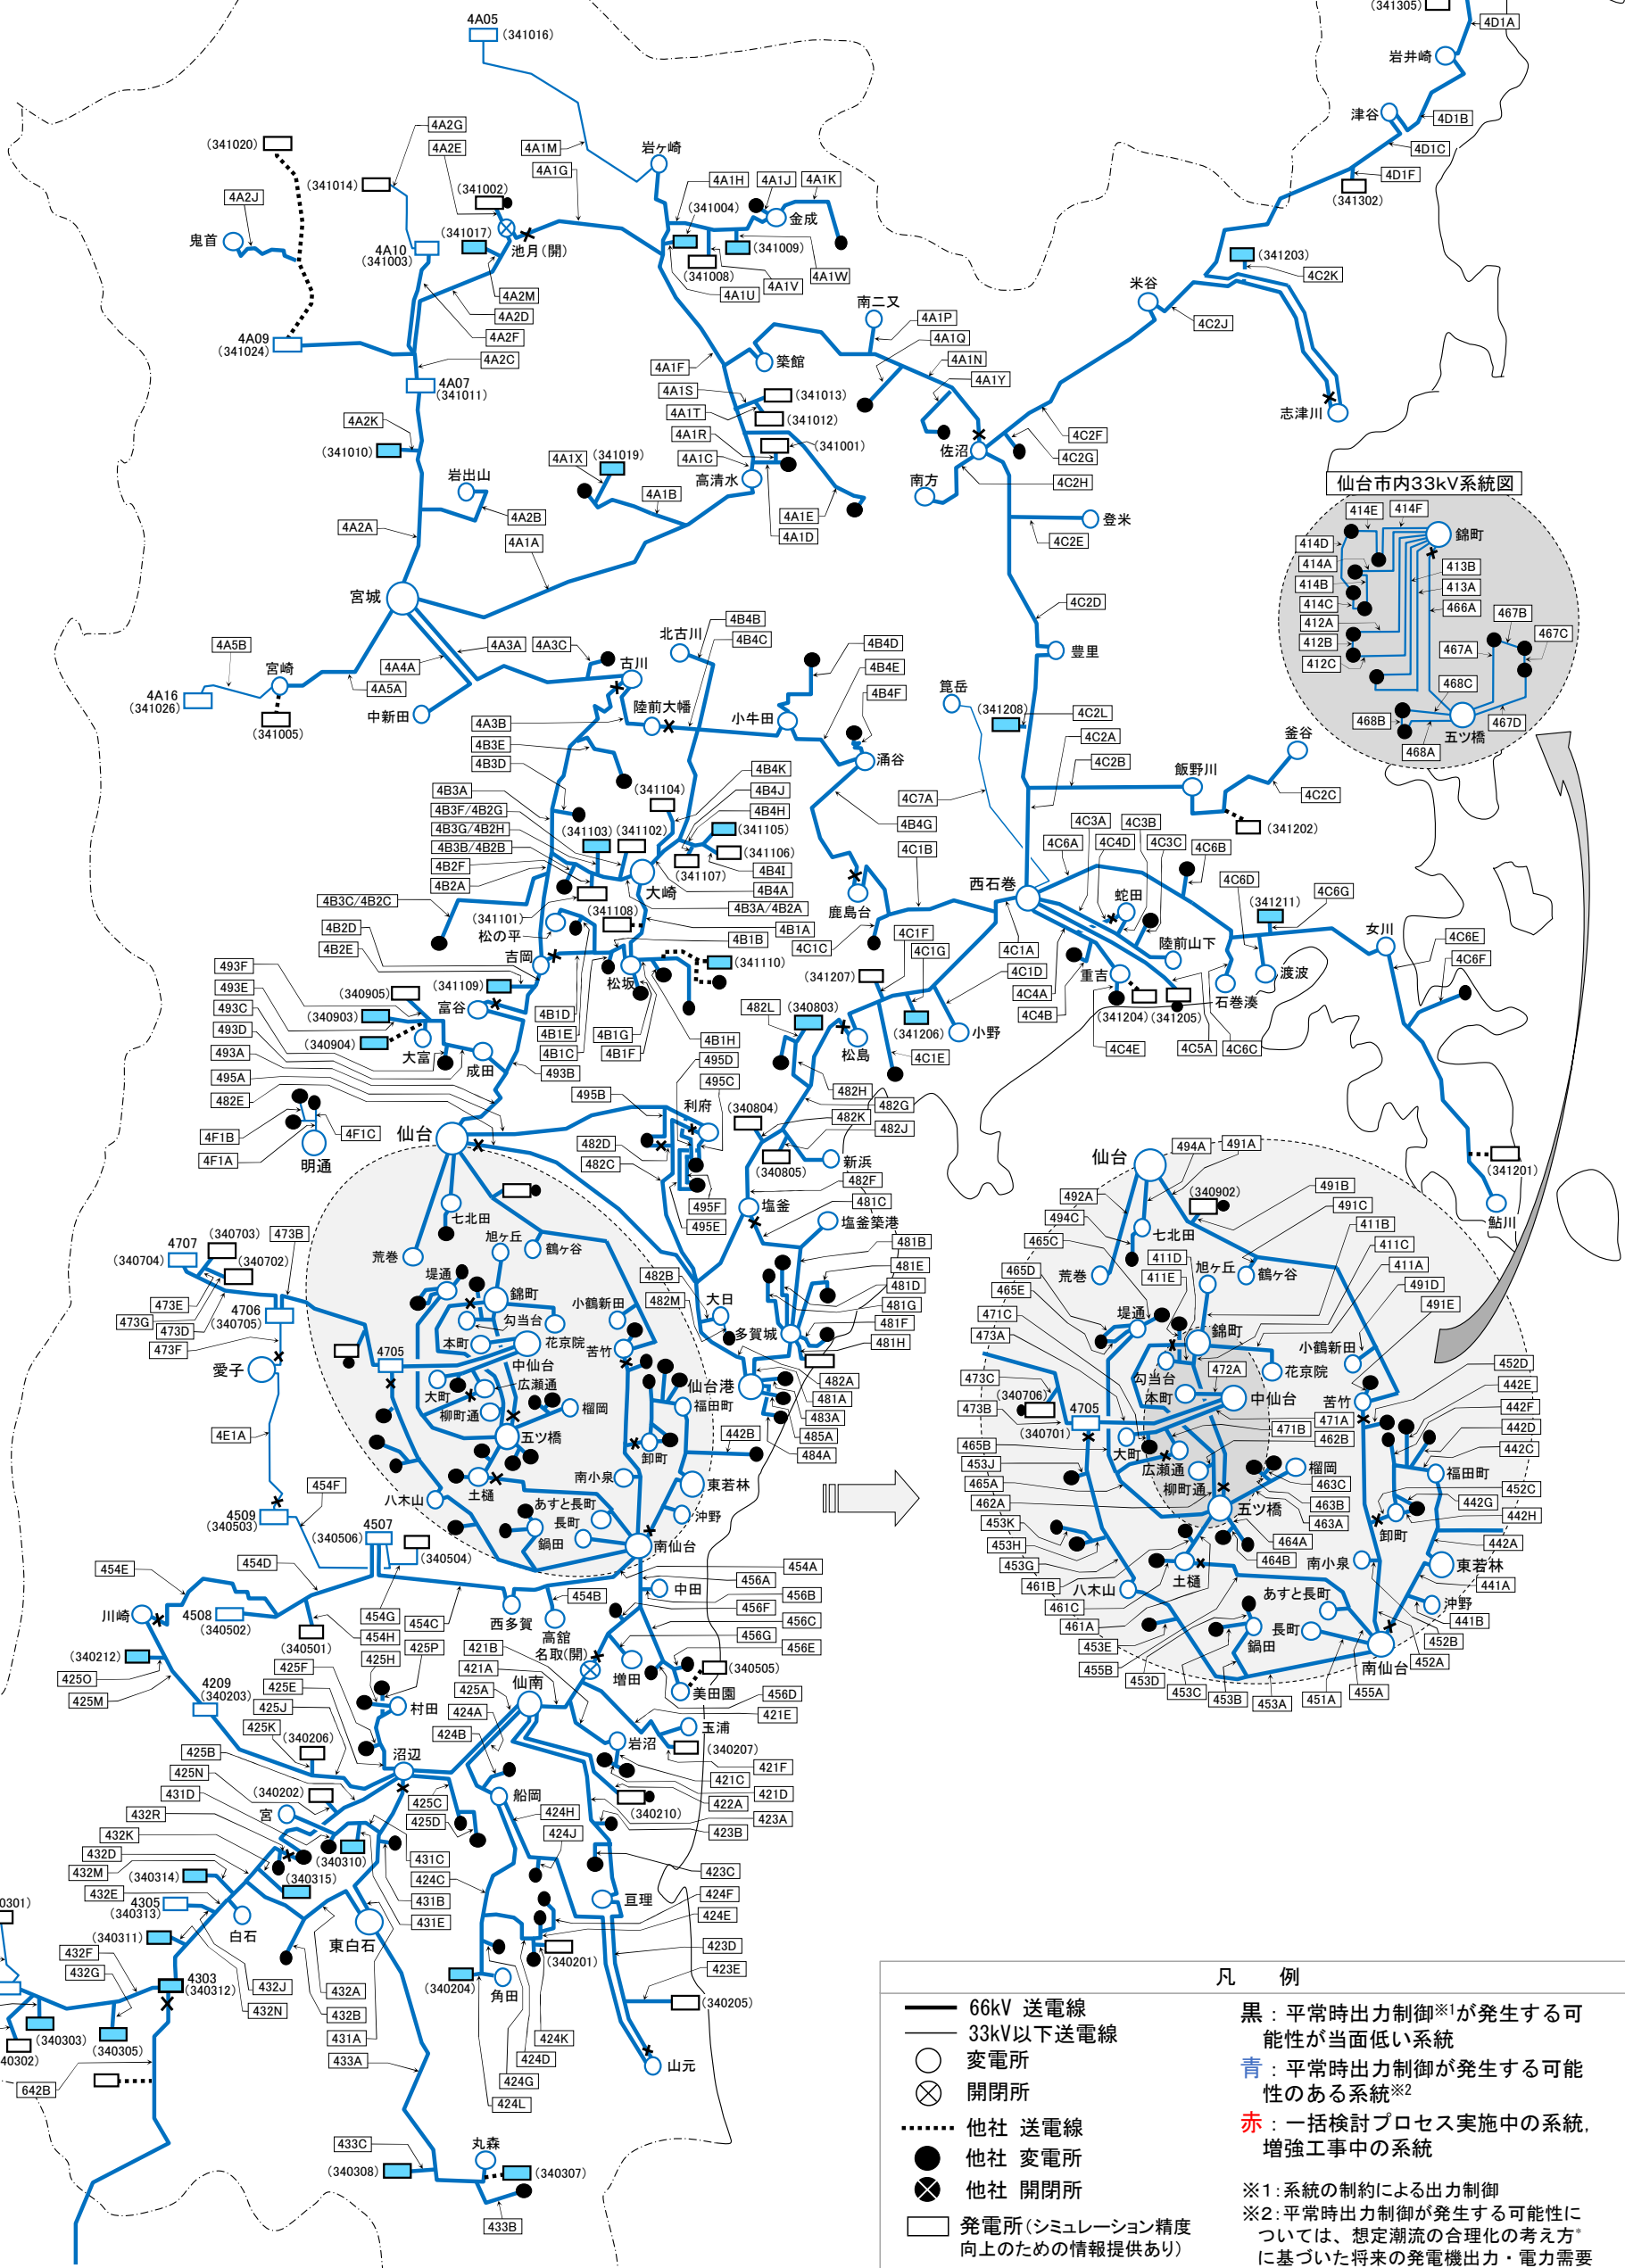 (341305)
4D1A
4A05
(341016)
岩井崎
津谷
4D1B
4D1C
4D1F
(341302)
4A2G
4A2E
4A1M
岩ヶ崎
4A1G
(341020)
(341014)
(341002)
4A2J
鬼首
4A1H
4A1J
4A1K
(341004)
金成
(341017)
池月(開)
4A10
(341003)
(341009)
(341008)
4A1W
4A1V
4A1U
(341203)
4C2K
4A2M
4A2D
4A2F
4A2C
米谷
4C2J
南二又
4A1P
4A1Q
4A1N
4A1Y
4A09
(341024)
4A07
(341011)
築館
4A1F
4A1S
(341013)
4A1T
(341012)
4A1R
(341001)
4A1C
志津川
4A2K
(341010)
4C2F
4C2G
4C2H
佐沼
南方
岩出山
4A1X
(341019)
高清水
4A1B
4A1E
4A1D
4A2B
4A2A
4A1A
登米
4C2E
仙台市内33kV系統図
414E
414F
錦町
414D
414A
414B
414C
412A
412B
412C
413B
413A
466A
467B
467C
467A
468C
468B
468A
467D
五ツ橋
宮城
4C2D
豊里
4B4B
北古川
4B4C
4B4D
4B4E
4B4F
4A5B
宮崎
4A4A
4A3A
4A3C
古川
4A5A
4A16
(341026)
(341005)
中新田
陸前大幡
小牛田
涌谷
箟岳
(341208)
4C2L
4C2A
4C2B
釜谷
飯野川
4C2C
(341202)
4A3B
4B3E
4B3D
4B3A
4B3F/4B2G
4B3G/4B2H
4B3B/4B2B
4B2F
4B2A
(341104)
4B4K
4B4J
4B4H
(341105)
(341106)
4B4I
(341107)
4B4A
(341103)
(341102)
大崎
4B3A/4B2A
4C7A
4B4G
4C1B
4C3A
4C6A
4C4D
4C3B
4C3C
4C6B
西石巻
蛇田
4C6D
(341211)
4C6G
女川
4C6E
4C6F
鹿島台
4C1C
4C1F
4C1G
4C1A
陸前山下
渡波
石巻湊
4B3C/4B2C
4B2D
4B2E
(341101)
松の平
(341108)
4B1A
4B1B
吉岡
松坂
(341110)
(341109)
富谷
4B1D
4B1E
4B1C
4B1G
4B1F
4B1H
(341207)
4C1D
4C4A
4C4B
重吉
(341204)
(341205)
4C4E
4C5A
4C6C
(341206)
小野
4C1E
493F
493E
493C
493D
493A
495A
482E
(340905)
(340903)
(340904)
大富
成田
493B
482L
(340803)
松島
482H
482G
495D
495C
495B
利府
(340804)
482K
482J
(340805)
新浜
482D
482C
495F
495E
482F
481C
塩釜
塩釜築港
4F1B
4F1A
4F1C
明通
仙台
七北田
荒巻
旭ヶ丘
鶴ヶ谷
堤通
錦町
勾当台
本町
花京院
小鶴新田
苦竹
中仙台
大町
広瀬通
柳町通
五ツ橋
榴岡
福田町
仙台港
卸町
東若林
土樋
南小泉
八木山
あすと長町
長町
鍋田
沖野
南仙台
(340703)
473B
(340702)
4707
(340704)
4706
(340705)
473E
473G
473D
473F
4705
愛子
4E1A
482B
482M
大日
481B
481E
481D
481G
481F
481H
多賀城
482A
481A
483A
485A
484A
442B
仙台
494A
491A
492A
494C
465C
(340902)
491B
491C
411B
411C
411A
491D
491E
七北田
荒巻
旭ヶ丘
鶴ヶ谷
465D
465E
471C
473A
411D
411E
堤通
錦町
小鶴新田
花京院
勾当台
本町
472A
中仙台
苦竹
452D
442E
442F
442D
442C
473C
(340706)
473B
(340701)
4705
大町
471A
471B
462B
465B
453J
465A
広瀬通
柳町通
榴岡
463C
福田町
462A
453K
五ツ橋
463B
463A
452C
442G
442H
卸町
453H
453G
464A
464B
442A
東若林
461B
八木山
土樋
南小泉
441A
461C
461A
あすと長町
沖野
441B
453E
長町
鍋田
452B
452A
455B
453D
453C
453B
453A
451A
455A
南仙台
(341201)
鮎川
454F
4509
(340503)
(340506)
4507
(340504)
454E
454D
454A
456A
中田
456B
456F
456C
456G
456E
川崎
4508
(340502)
(340501)
454G
454C
454H
西多賀
454B
高舘
名取(開)
増田
(340505)
美田園
456D
421E
玉浦
(340207)
(340212)
425O
425M
4209
(340203)
425P
425H
425F
425E
425J
425K
村田
421B
421A
仙南
425A
424A
424B
岩沼
421F
421C
421D
422A
423A
423B
(340210)
(340206)
沼辺
425B
425N
431D
(340202)
宮
432R
432K
432D
432M
432E
425C
425D
船岡
424H
424J
(340310)
431C
424C
431B
431E
(340314)
(340315)
4305
(340313)
白石
東白石
423C
424F
424E
亘理
423D
423E
(340311)
432F
432G
4303
(340312)
432J
432N
432A
432B
431A
433A
(340201)
(340204)
角田
(340205)
424K
424D
424G
424L
山元
(340303)
(340305)
642B
433C
(340308)
丸森
(340307)
433B
凡　例
66kV 送電線
33kV以下送電線
変電所
開閉所
他社 送電線
他社 変電所
他社 開閉所
発電所(シミュレーション精度
向上のための情報提供あり)
黒：平常時出力制御※1が発生する可
能性が当面低い系統
青：平常時出力制御が発生する可能
性のある系統※2
赤：一括検討プロセス実施中の系統,
増強工事中の系統
※1:系統の制約による出力制御
※2:平常時出力制御が発生する可能性に
ついては、想定潮流の合理化の考え方
に基づいた将来の発電機出力・電力需要